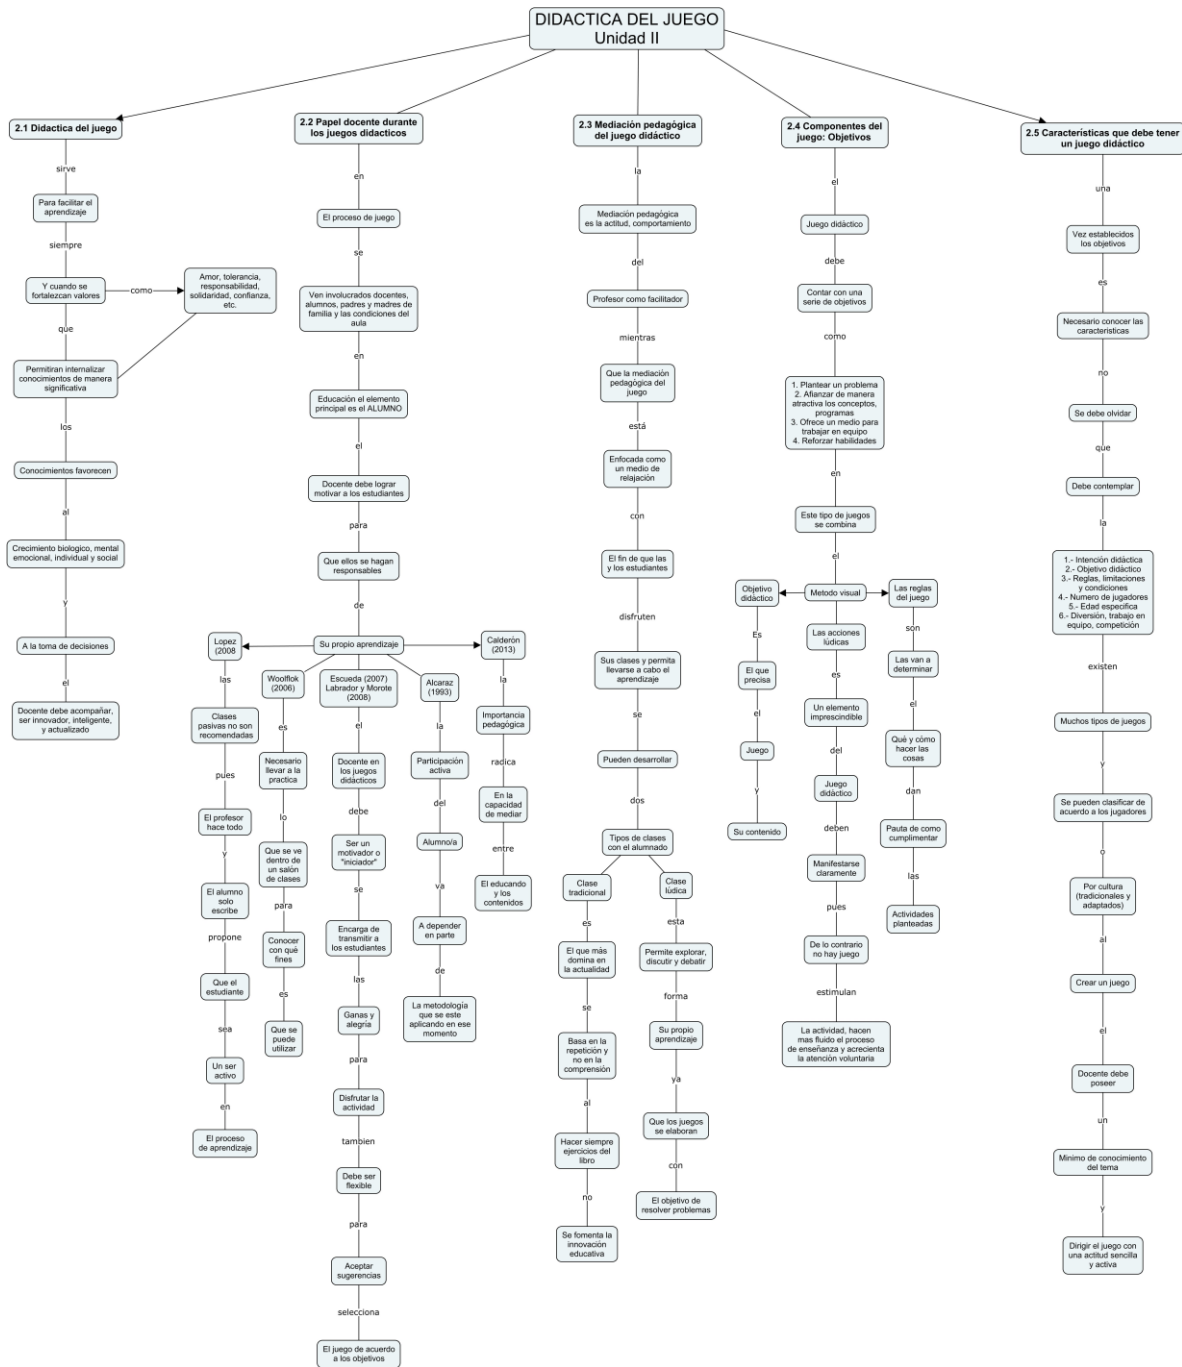 DIDACTICA DEL JUEGO
Unidad II
2.1 Didactica del juego
sirve
Para facilitar el
aprendizaje
siempre
Y cuando se
fortalezcan valores
como
Amor, tolerancia,
responsabilidad,
solidaridad, confianza,
etc.
que
Permitiran internalizar
conocimientos de manera
significativa
los
Conocimientos favorecen
al
Crecimiento biologico, mental
emocional, individual y social
y
A la toma de decisiones
el
Docente debe acompañar,
ser innovador, inteligente,
y actualizado
2.2 Papel docente durante
los juegos didacticos
en
El proceso de juego
se
Ven involucrados docentes,
alumnos, padres y madres de
familia y las condiciones del
aula
en
Educación el elemento
principal es el ALUMNO
el
Docente debe lograr
motivar a los estudiantes
para
Que ellos se hagan
responsables
de
Su propio aprendizaje
Lopez
(2008
las
Clases
pasivas no son
recomendadas
pues
El profesor
hace todo
y
El alumno
solo
escribe
propone
Que el
estudiante
sea
Un ser
activo
en
El proceso
de aprendizaje
Woolflok
(2006)
es
Necesario
llevar a la
practica
lo
Que se ve
dentro de
un salón
de clases
para
Conocer
con qué
fines
es
Que se
puede
utilizar
Escueda (2007)
Labrador y Morote
(2008)
el
Docente en
los juegos
didácticos
debe
Ser un
motivador o
"iniciador"
se
Encarga de
transmitir a
los estudiantes
las
Ganas y
alegría
para
Disfrutar la
actividad
tambien
Debe ser
flexible
para
Aceptar
sugerencias
selecciona
El juego de acuerdo
a los objetivos
Alcaraz
(1993)
la
Participación
activa
del
Alumno/a
va
A depender
en parte
de
La metodología
que se este
aplicando en ese
momento
Calderón
(2013)
la
Importancia
pedagógica
radica
En la
capacidad
de mediar
entre
El educando
y los
contenidos
2.3 Mediación pedagógica
del juego didáctico
la
Mediación pedagógica
es la actitud, comportamiento
del
Profesor como facilitador
mientras
Que la mediación
pedagógica del
juego
está
Enfocada como
un medio de
relajación
con
El fin de que las
y los estudiantes
disfruten
Sus clases y permita
llevarse a cabo el
aprendizaje
se
Pueden desarrollar
dos
Tipos de clases
con el alumnado
Clase
tradicional
es
El que más
domina en
la actualidad
se
Basa en la
repetición y
no en la
comprensión
al
Hacer siempre
ejercicios del
libro
no
Se fomenta la
innovación
educativa
Clase
lúdica
esta
Permite explorar,
discutir y debatir
forma
Su propio
aprendizaje
ya
Que los juegos
se elaboran
con
El objetivo de
resolver problemas
2.4 Componentes del
juego: Objetivos
el
Juego didáctico
debe
Contar con una
serie de objetivos
como
1. Plantear un problema
2. Afianzar de manera
atractiva los conceptos,
programas
3. Ofrece un medio para
trabajar en equipo
4. Reforzar habilidades
en
Este tipo de juegos
se combina
el
Metodo visual
Objetivo
didáctico
Es
El que
precisa
el
Juego
y
Su contenido
Las acciones
lúdicas
es
Un elemento
imprescindible
del
Juego
didáctico
deben
Manifestarse
claramente
pues
De lo contrario
no hay juego
estimulan
La actividad, hacen
mas fluido el proceso
de enseñanza y acrecienta
la atención voluntaria
Las reglas
del juego
son
Las van a
determinar
el
Qué y cómo
hacer las
cosas
dan
Pauta de como
cumplimentar
las
Actividades
planteadas
2.5 Características que debe tener
un juego didáctico
una
Vez establecidos
los objetivos
es
Necesario conocer las
caracteristicas
no
Se debe olvidar
que
Debe contemplar
la
1.- Intención didáctica
2.- Objetivo didáctico
3.- Reglas, limitaciones
y condiciones
4.- Numero de jugadores
5.- Edad especifica
6.- Diversión, trabajo en
equipo, competición
existen
Muchos tipos de juegos
y
Se pueden clasificar de
acuerdo a los jugadores
o
Por cultura
(tradicionales y
adaptados)
al
Crear un juego
el
Docente debe
poseer
un
Minimo de conocimiento
del tema
y
Dirigir el juego con
una actitud sencilla
y activa